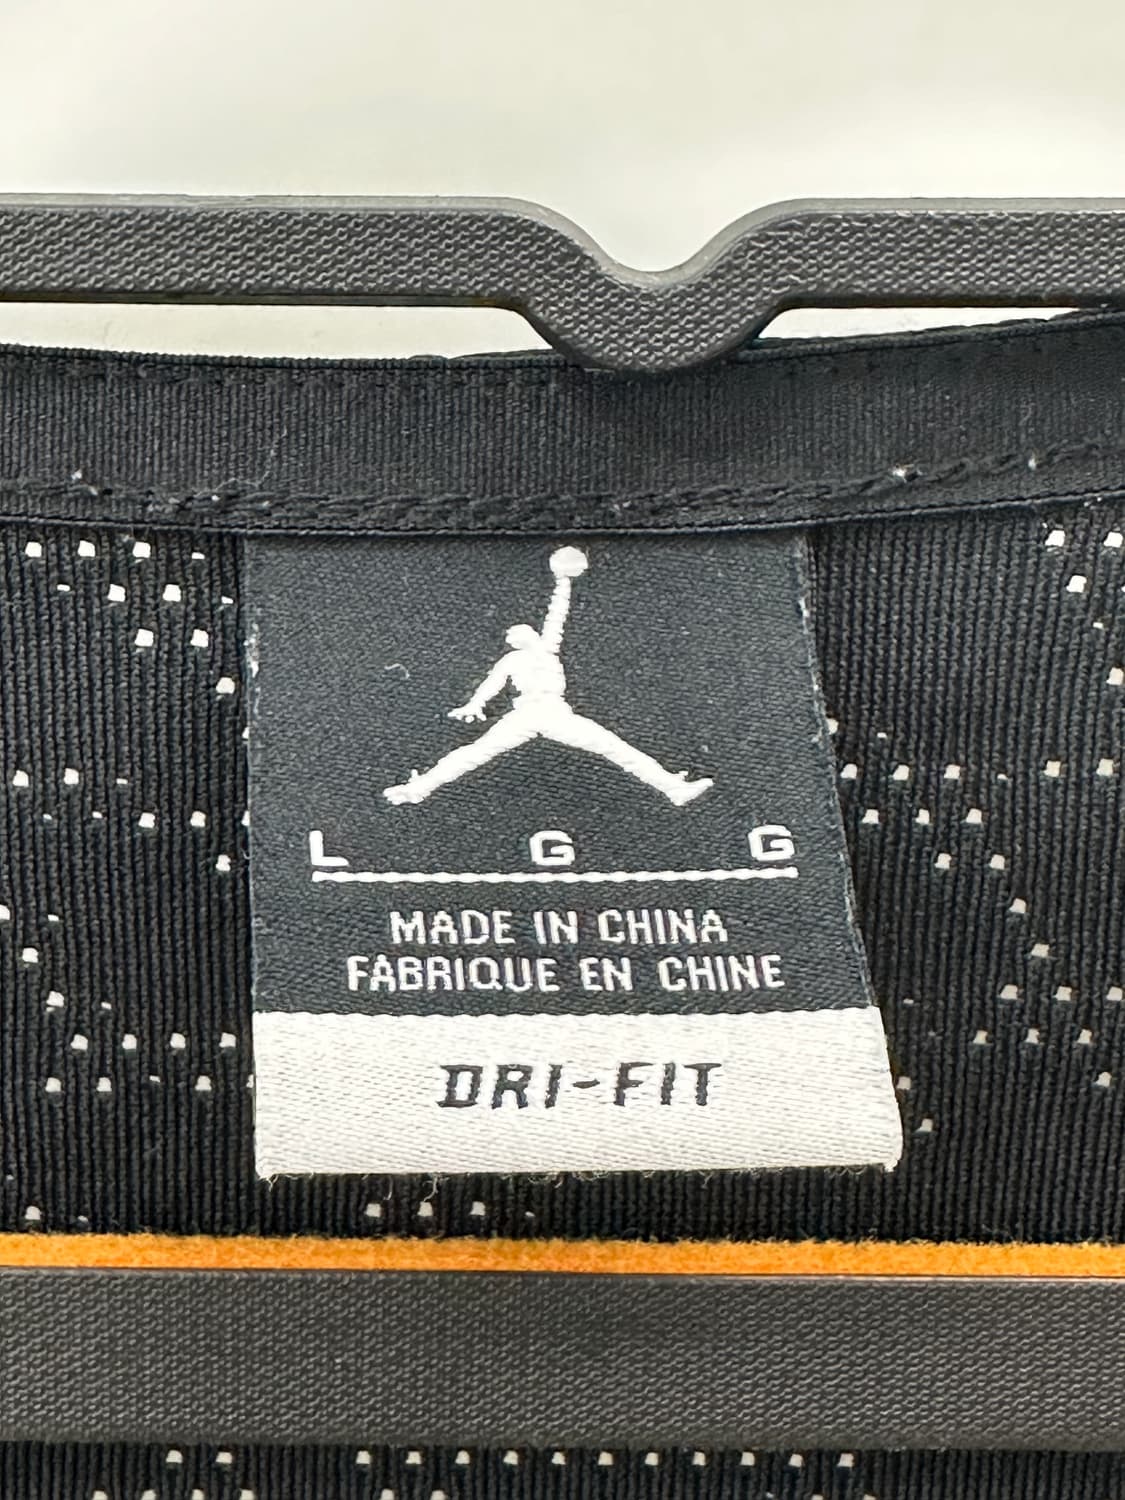 L G G
MADE IN CHINA
FABRIQUE EN CHINE
DRI-FIT